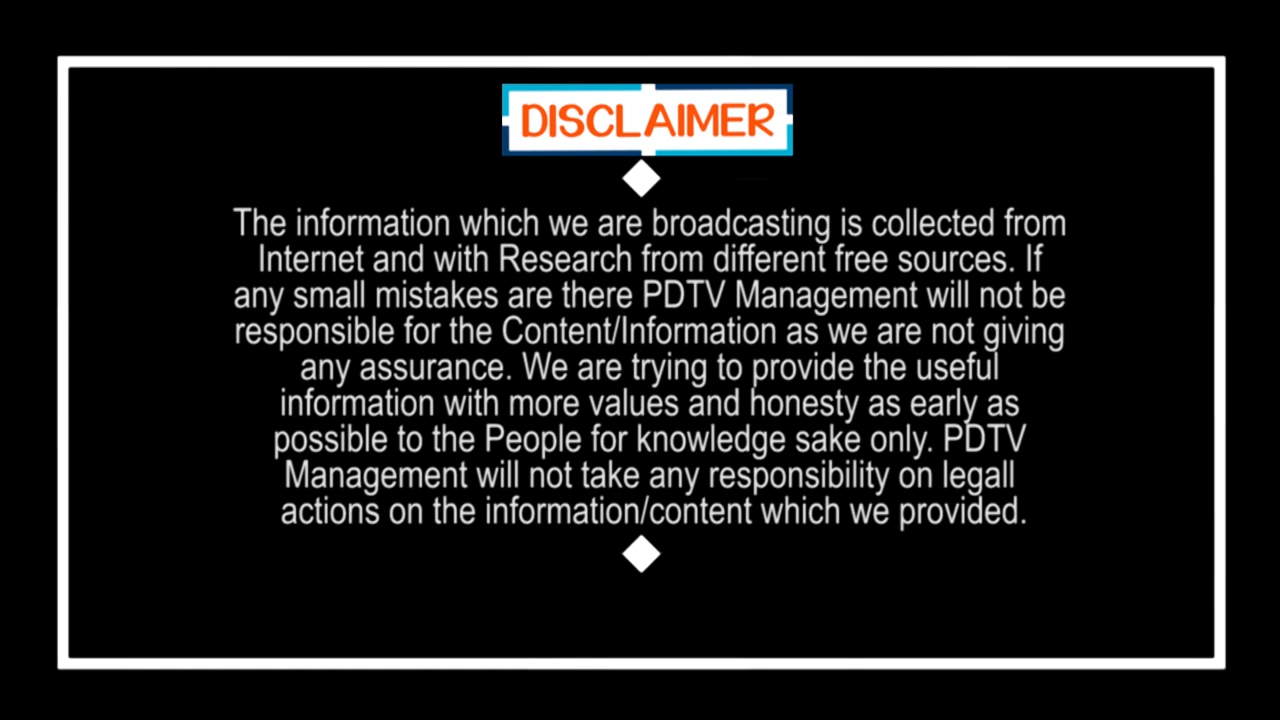 DISCLAIMER
The information which we are broadcasting is collected from
Internet and with Research from different free sources. If
any small mistakes are there PDTV Management will not be
responsible for the Content/Information as we are not giving
any assurance. We are trying to provide the useful
information with more values and honesty as early as
possible to the People for knowledge sake only. PDTV
Management will not take any responsibility on legall
actions on the information/content which we provided.